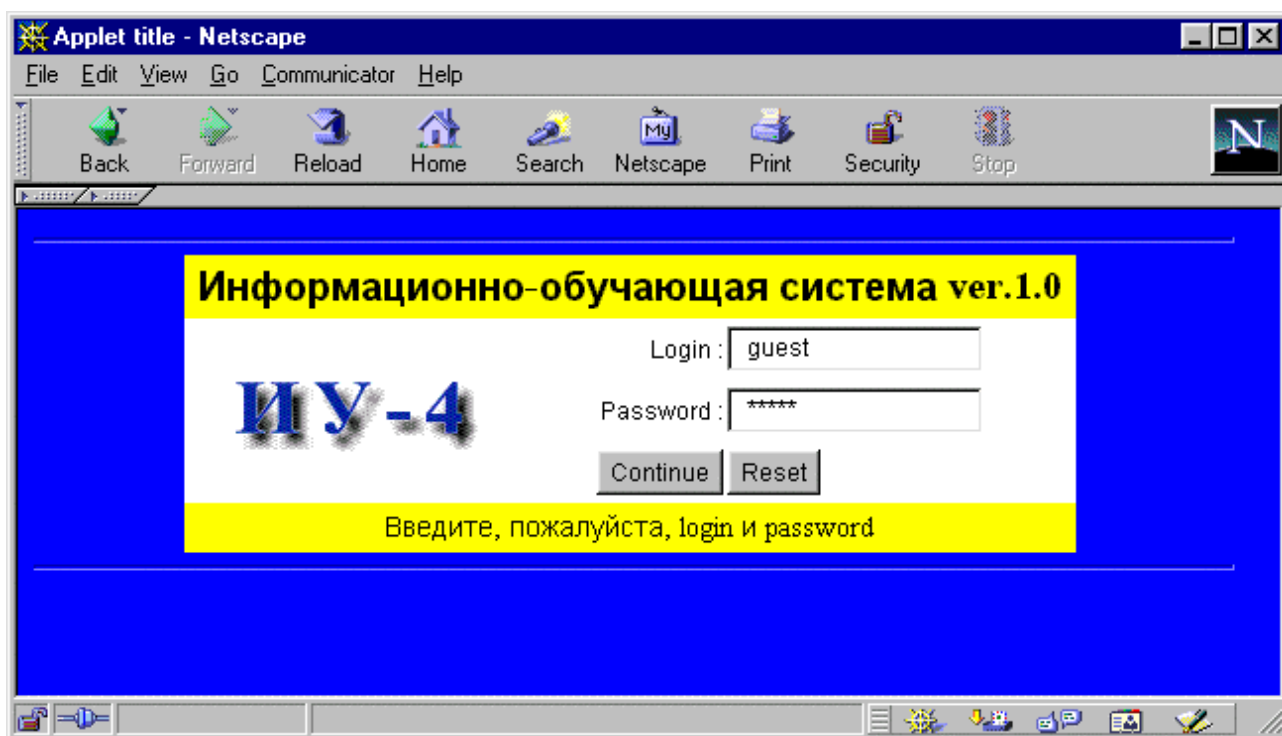 Applet title - Netscape
File Edit View Go Communicator Help
Back Forward Reload Home Search Netscape Print Security Stop
My
N
Информационно-обучающая система ver.1.0
ИУ-4
Login : guest
Password : *****
Continue Reset
Введите, пожалуйста, login и password